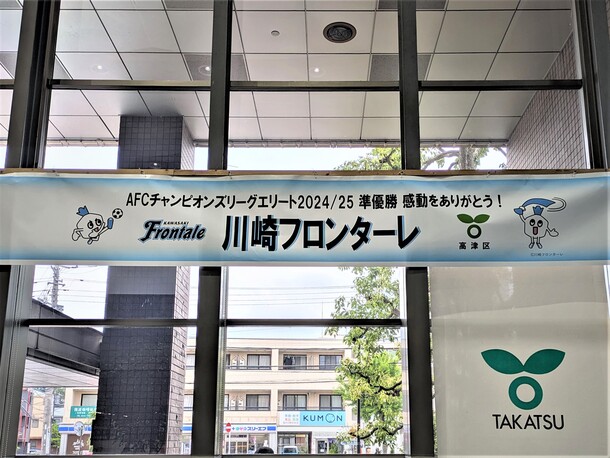 AFCチャンピオンズリーグエリート2024/25 準優勝 感動をありがとう!
KAWASAKI
Frontale
川崎フロンターレ
高津区
KUMON
TAKATSU